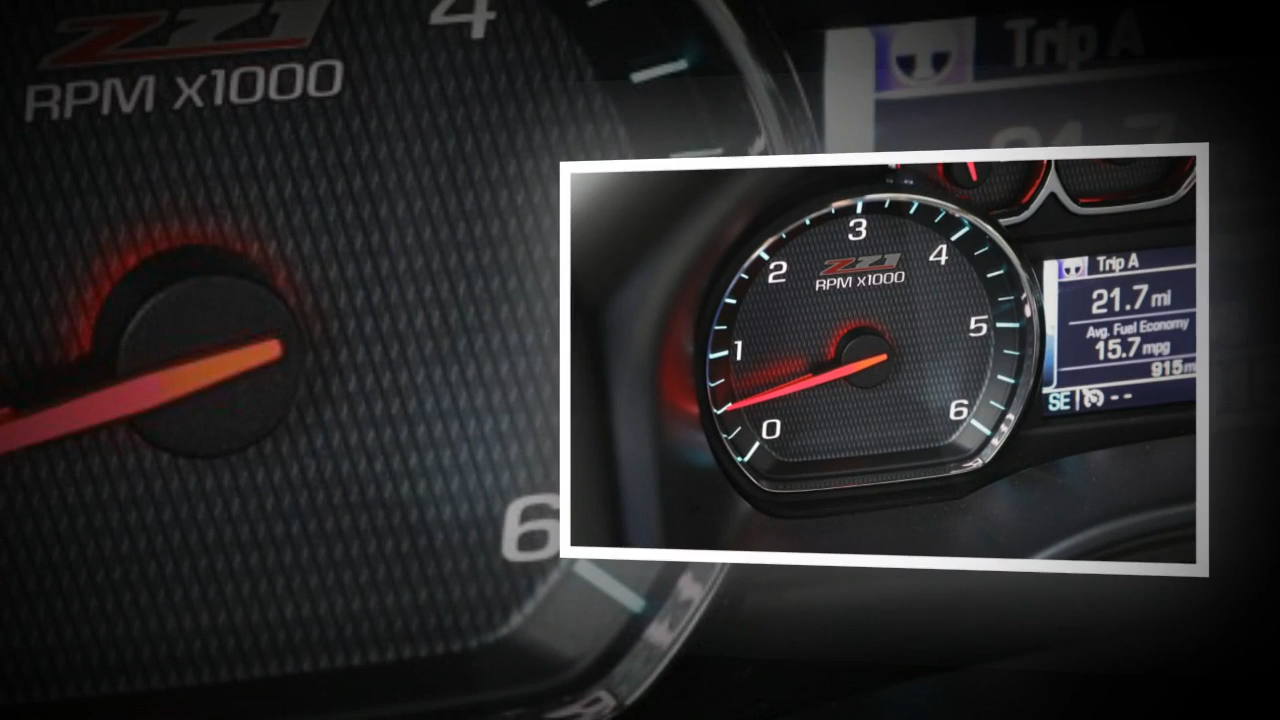 4
Z71
RPM x1000
Trip A
6
3
2
4
Z71
RPM x1000
1
5
0
6
Trip A
21.7 mi
Avg. Fuel Economy
15.7 mpg
915
SE
--